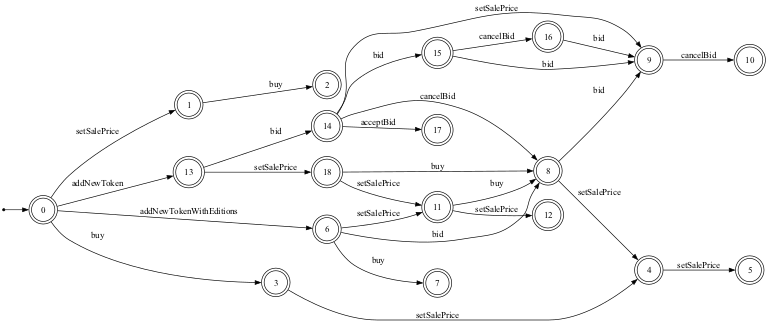 setSalePrice
setSalePrice
cancelBid
16
bid
bid
15
bid
9
cancelBid
10
buy
2
cancelBid
bid
1
setSalePrice
acceptBid
14
17
bid
addNewToken
13
setSalePrice
18
buy
8
setSalePrice
buy
setSalePrice
0
addNewTokenWithEditions
setSalePrice
11
setSalePrice
12
6
bid
buy
buy
3
7
4
setSalePrice
5
setSalePrice